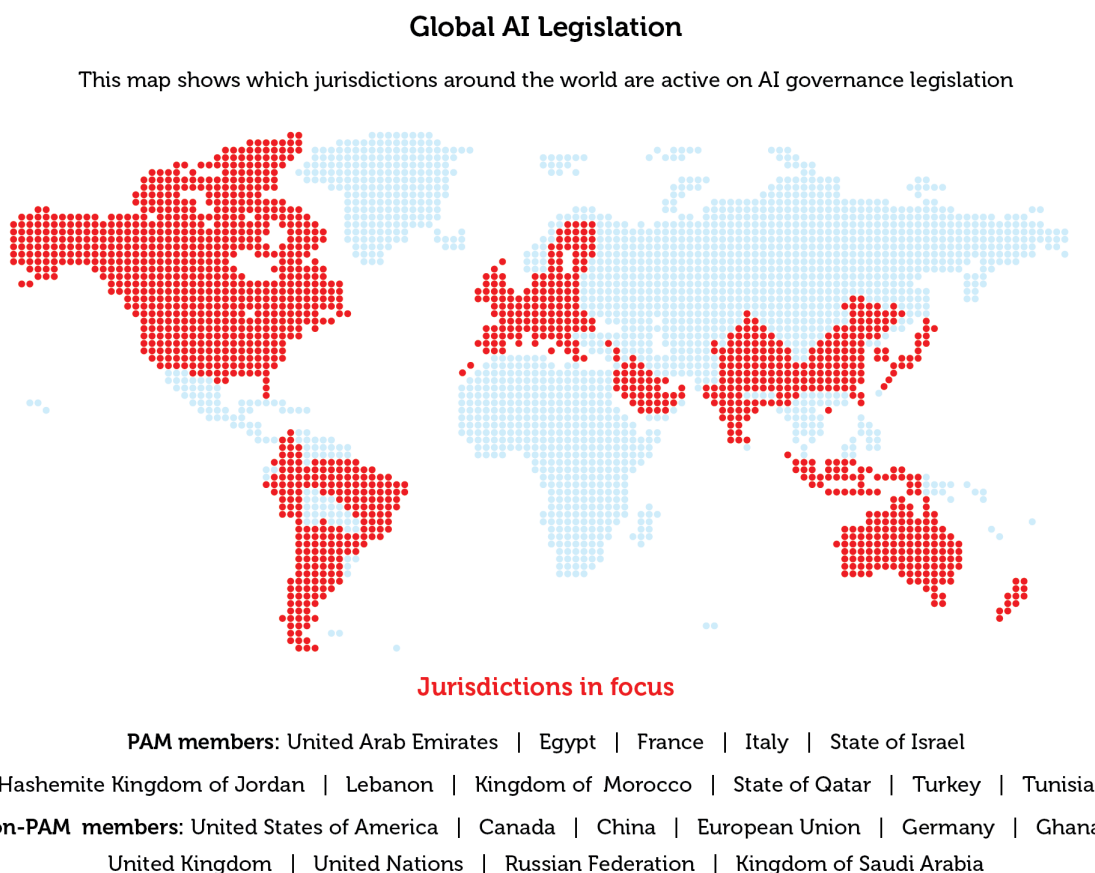 Global AI Legislation
This map shows which jurisdictions around the world are active on AI governance legislation
Jurisdictions in focus
PAM members: United Arab Emirates | Egypt | France | Italy | State of Israel
Hashemite Kingdom of Jordan | Lebanon | Kingdom of Morocco | State of Qatar | Turkey | Tunisia
on-PAM members: United States of America | Canada | China | European Union | Germany | Ghana
United Kingdom | United Nations | Russian Federation | Kingdom of Saudi Arabia